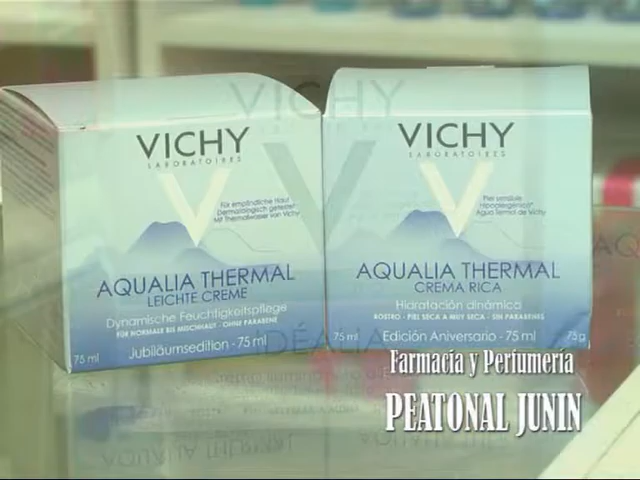 VICHY
LABORATOIRES
Für empfindliche Haut
Dermatologisch getestet
Mit Thermalwasser von Vichy
AQUALIA THERMAL
LEICHTE CREME
Dynamische Feuchtigkeitspflege
FÜR NORMALE BIS MISCHHAUT - OHNE PARABENE
75 ml
Jubiläumsedition - 75 ml
VICHY
LABORATOIRES
Piel sensible
Hipoalergénico*
Agua Termal de Vichy
AQUALIA THERMAL
CREMA RICA
Hidratación dinámica
ROSTRO - PIEL SECA A MUY SECA - SIN PARABENES
75 ml
Edición Aniversario - 75 ml
75g
VICHY
IDÉALIA
AQUA
Farmacia y Perfumería
PEATONAL JUNIN